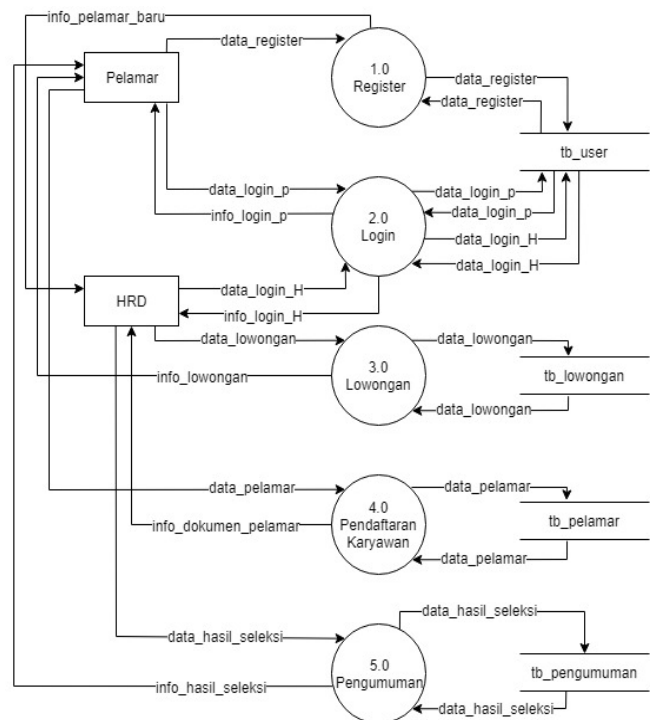 info_pelamar_baru
data_register
Pelamar
1.0
Register
data_register
data_register
tb_user
data_login_p
info_login_p
2.0
Login
data_login_p
data_login_p
data_login_H
data_login_H
HRD
data_login_H
info_login_H
data_lowongan
info_lowongan
3.0
Lowongan
data_lowongan
tb_lowongan
data_lowongan
data_pelamar
info_dokumen_pelamar
4.0
Pendaftaran
Karyawan
data_pelamar
tb_pelamar
data_pelamar
data_hasil_seleksi
info_hasil_seleksi
5.0
Pengumuman
data_hasil_seleksi
tb_pengumuman
data_hasil_seleksi